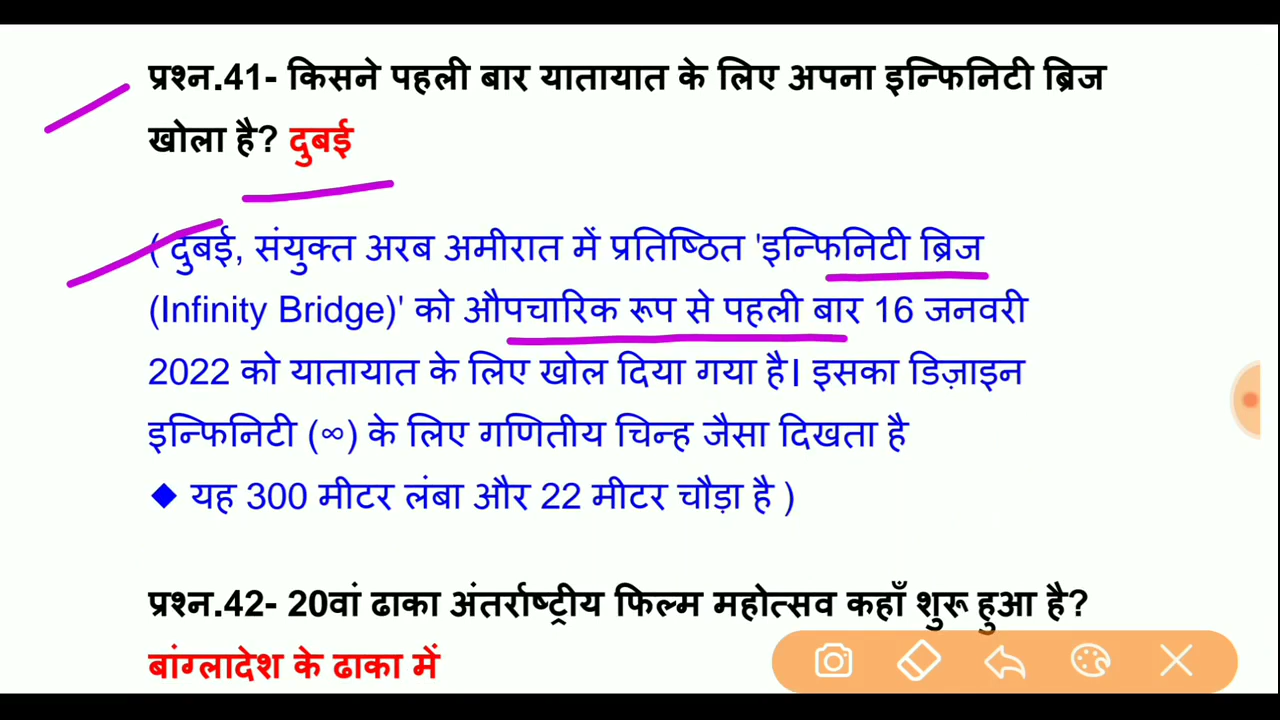 प्रश्न.41- किसने पहली बार यातायात के लिए अपना इन्फिनिटी ब्रिज
खोला है? दुबई
( दुबई, संयुक्त अरब अमीरात में प्रतिष्ठित 'इन्फिनिटी ब्रिज
(Infinity Bridge)' को औपचारिक रूप से पहली बार 16 जनवरी
2022 को यातायात के लिए खोल दिया गया है। इसका डिज़ाइन
इन्फिनिटी (∞) के लिए गणितीय चिन्ह जैसा दिखता है
◆ यह 300 मीटर लंबा और 22 मीटर चौड़ा है )
प्रश्न.42- 20वां ढाका अंतर्राष्ट्रीय फिल्म महोत्सव कहाँ शुरू हुआ है?
बांग्लादेश के ढाका में